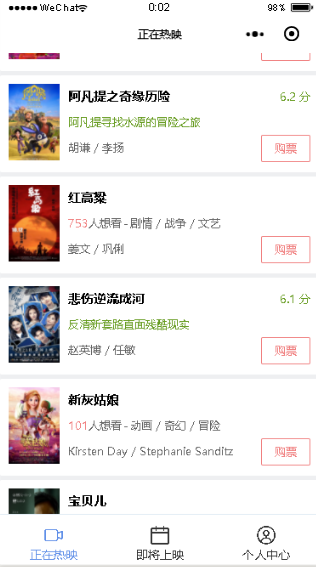 WeChat
0:02
98%
正在热映
阿凡提之奇缘历险
6.2 分
阿凡提寻找水源的冒险之旅
胡谦 / 李扬
购票
红高粱
红高粱
753人想看 - 剧情 / 战争 / 文艺
姜文 / 巩俐
购票
悲伤逆流成河
6.1 分
反清新套路直面残酷现实
赵英博 / 任敏
购票
新灰姑娘
101人想看 - 动画 / 奇幻 / 冒险
Kirsten Day / Stephanie Sanditz
购票
宝贝儿
正在热映
即将上映
个人中心